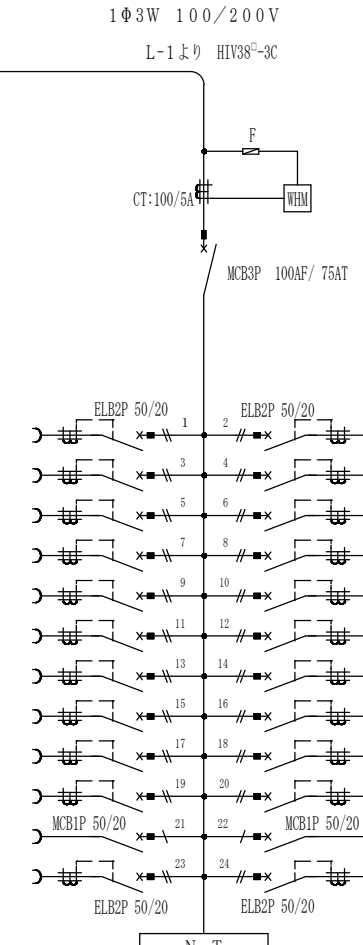 1Φ3W 100/200V
L-1より HIV38□-3C
F
CT:100/5A
WHM
MCB3P 100AF/ 75AT
ELB2P 50/20
ELB2P 50/20
1 2
3 4
5 6
7 8
9 10
11 12
13 14
15 16
17 18
19 20
MCB1P 50/20
21 22
MCB1P 50/20
23 24
ELB2P 50/20
ELB2P 50/20
N T